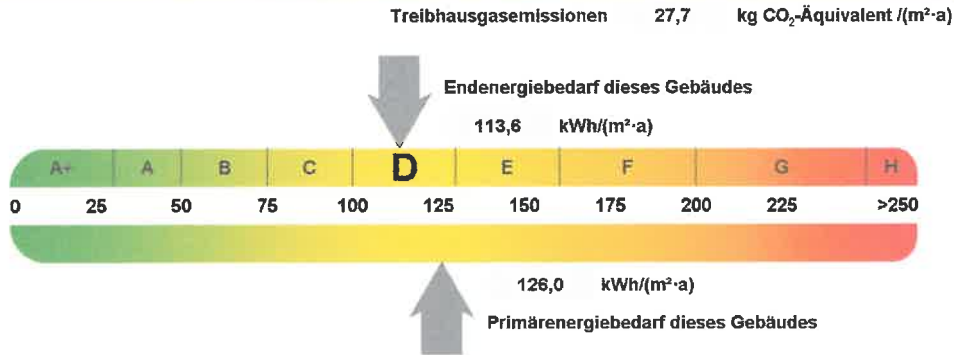 Treibhausgasemissionen 27,7 kg CO₂-Äquivalent /(m²·a)
Endenergiebedarf dieses Gebäudes
113,6 kWh/(m²·a)
A+ A B C D E F G H
0 25 50 75 100 125 150 175 200 225 >250
126,0 kWh/(m²·a)
Primärenergiebedarf dieses Gebäudes